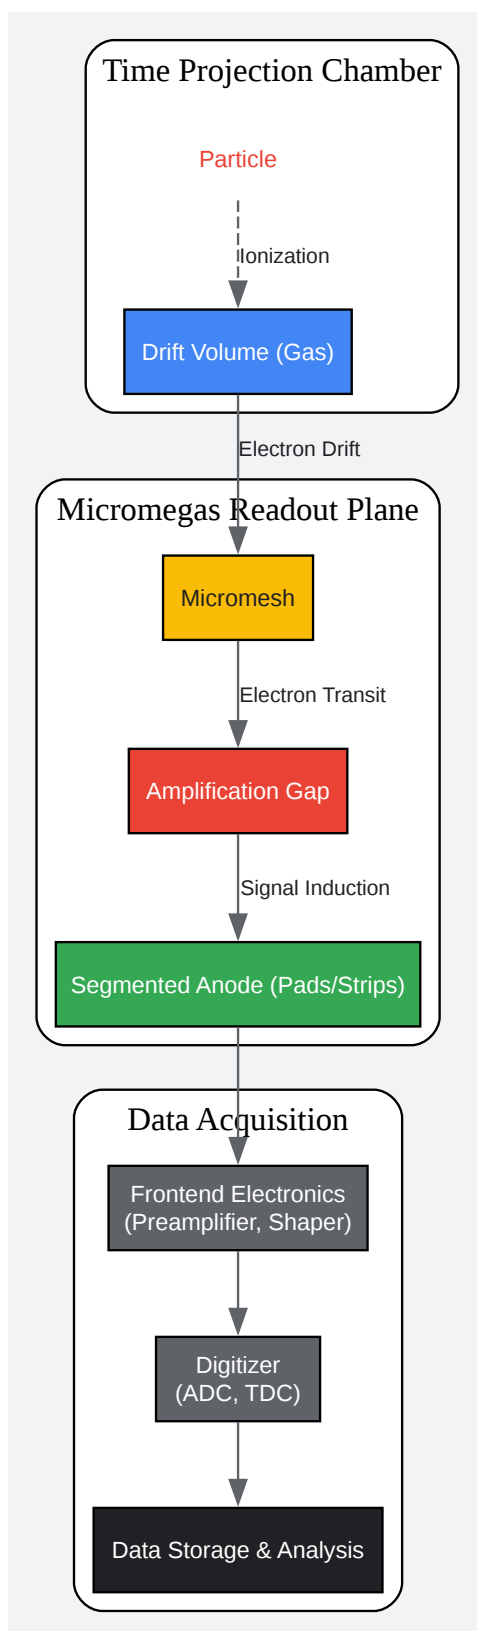 Time Projection Chamber
Particle
Ionization
Drift Volume (Gas)
Electron Drift
Micromegas Readout Plane
Micromesh
Electron Transit
Amplification Gap
Signal Induction
Segmented Anode (Pads/Strips)
Data Acquisition
Frontend Electronics
(Preamplifier, Shaper)
Digitizer
(ADC, TDC)
Data Storage & Analysis